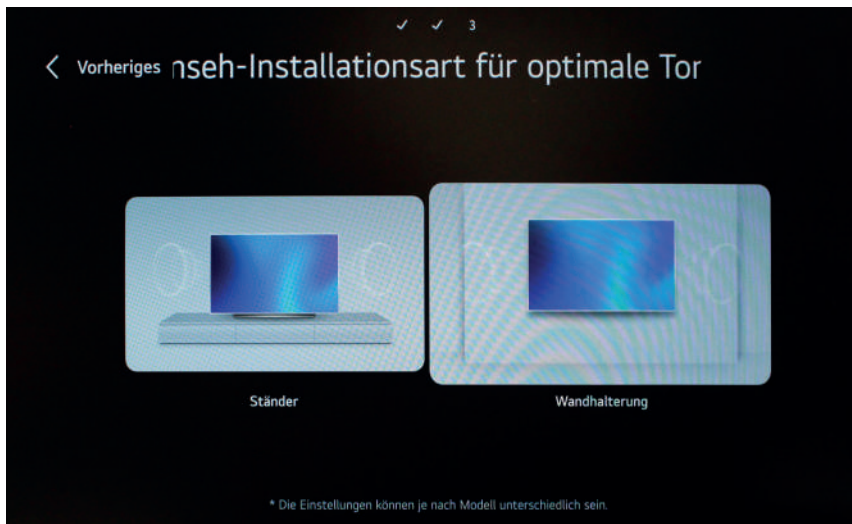 ✓ ✓ 3
Vorheriges nseh-Installationsart für optimale Tor
Ständer
Wandhalterung
* Die Einstellungen können je nach Modell unterschiedlich sein.